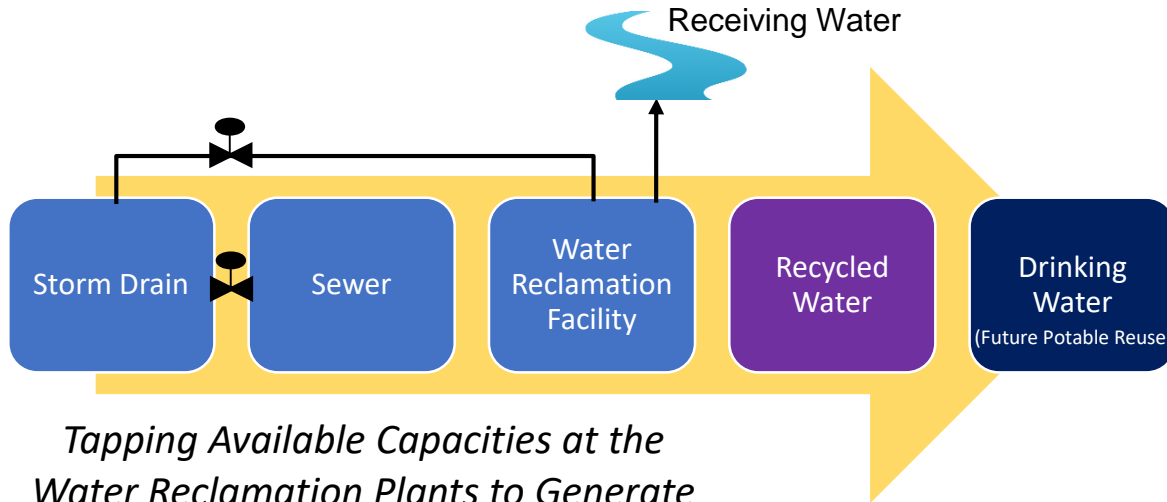 Receiving Water
Storm Drain
Sewer
Water
Reclamation
Facility
Recycled
Water
Drinking
Water
(Future Potable Reuse
Tapping Available Capacities at the
Water Reclamation Plants to Generate